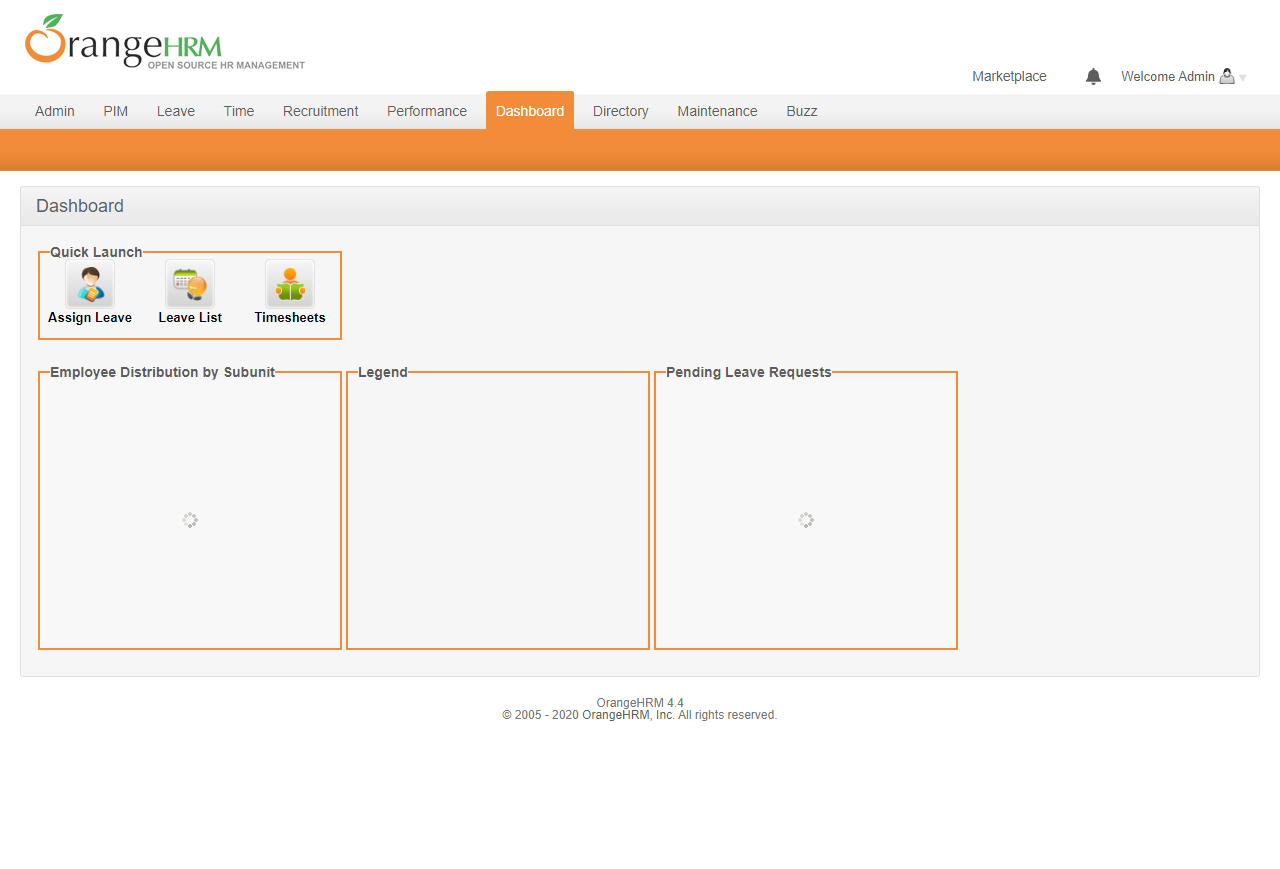 OrangeHRM
OPEN SOURCE HR MANAGEMENT
Marketplace Welcome Admin
Admin PIM Leave Time Recruitment Performance Dashboard Directory Maintenance Buzz
Dashboard
Quick Launch
Assign Leave Leave List Timesheets
Employee Distribution by Subunit Legend Pending Leave Requests
OrangeHRM 4.4
© 2005 - 2020 OrangeHRM, Inc. All rights reserved.